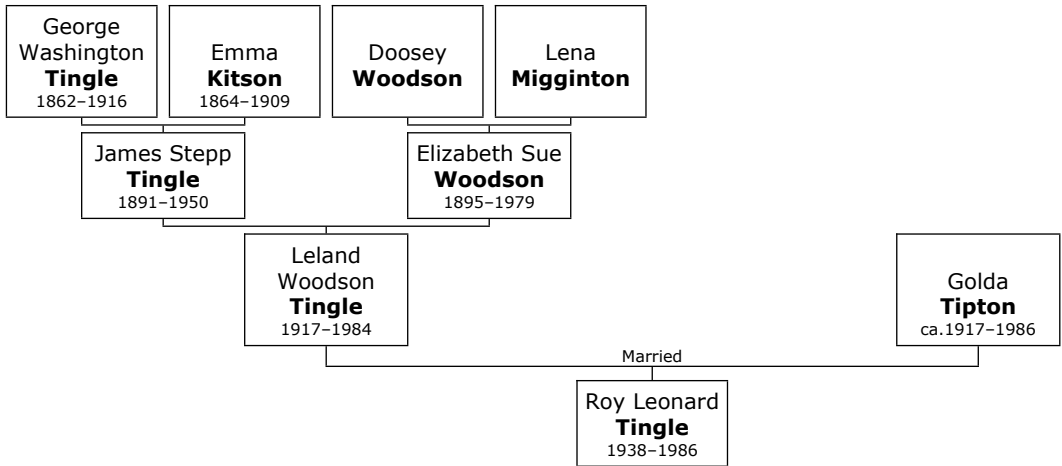 George
Washington
Tingle
1862–1916
Emma
Kitson
1864–1909
Doosey
Woodson
Lena
Migginton
James Stepp
Tingle
1891–1950
Elizabeth Sue
Woodson
1895–1979
Leland
Woodson
Tingle
1917–1984
Golda
Tipton
ca.1917–1986
Married
Roy Leonard
Tingle
1938–1986